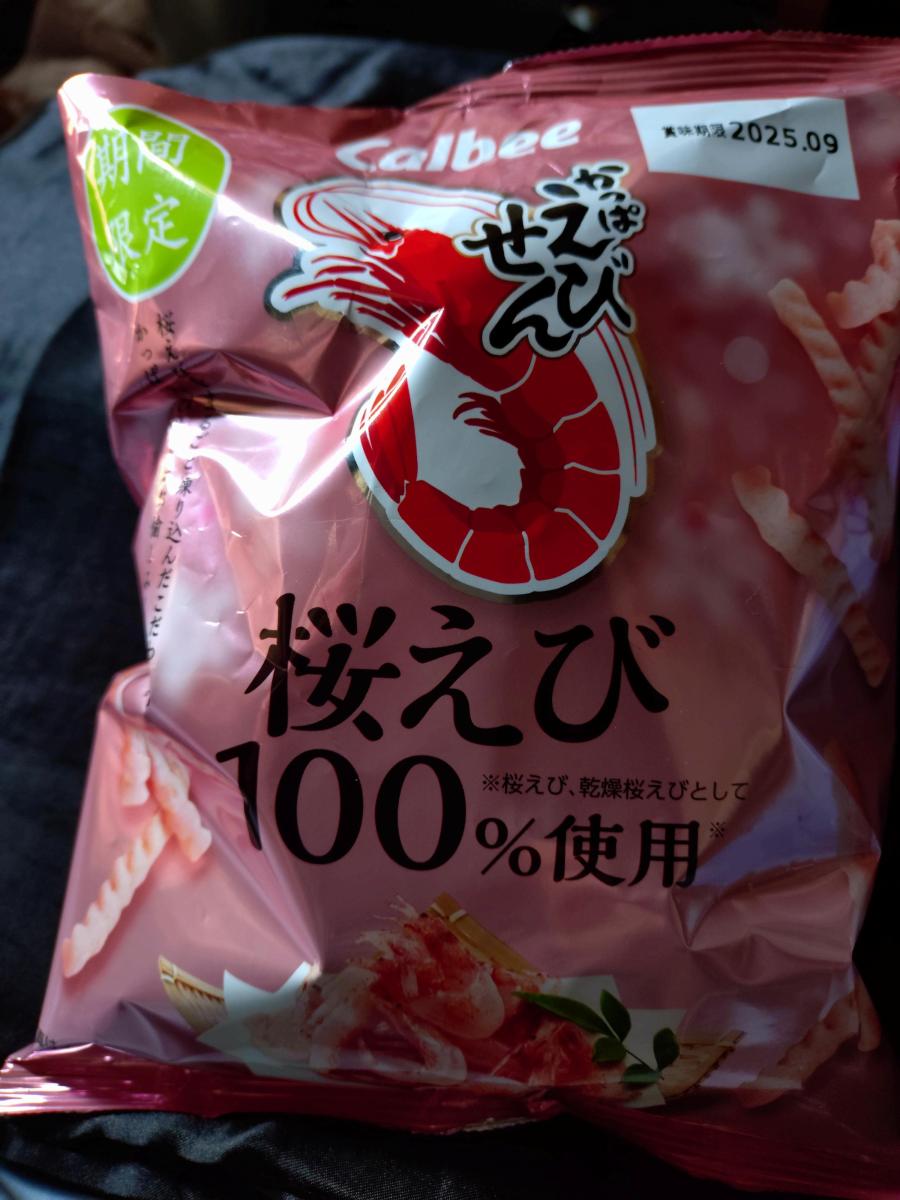 期間
限定
Calbee
賞味期限2025.09
かっぱ
えび
せん
桜えび
100%使用※
※桜えび、乾燥桜えびとして